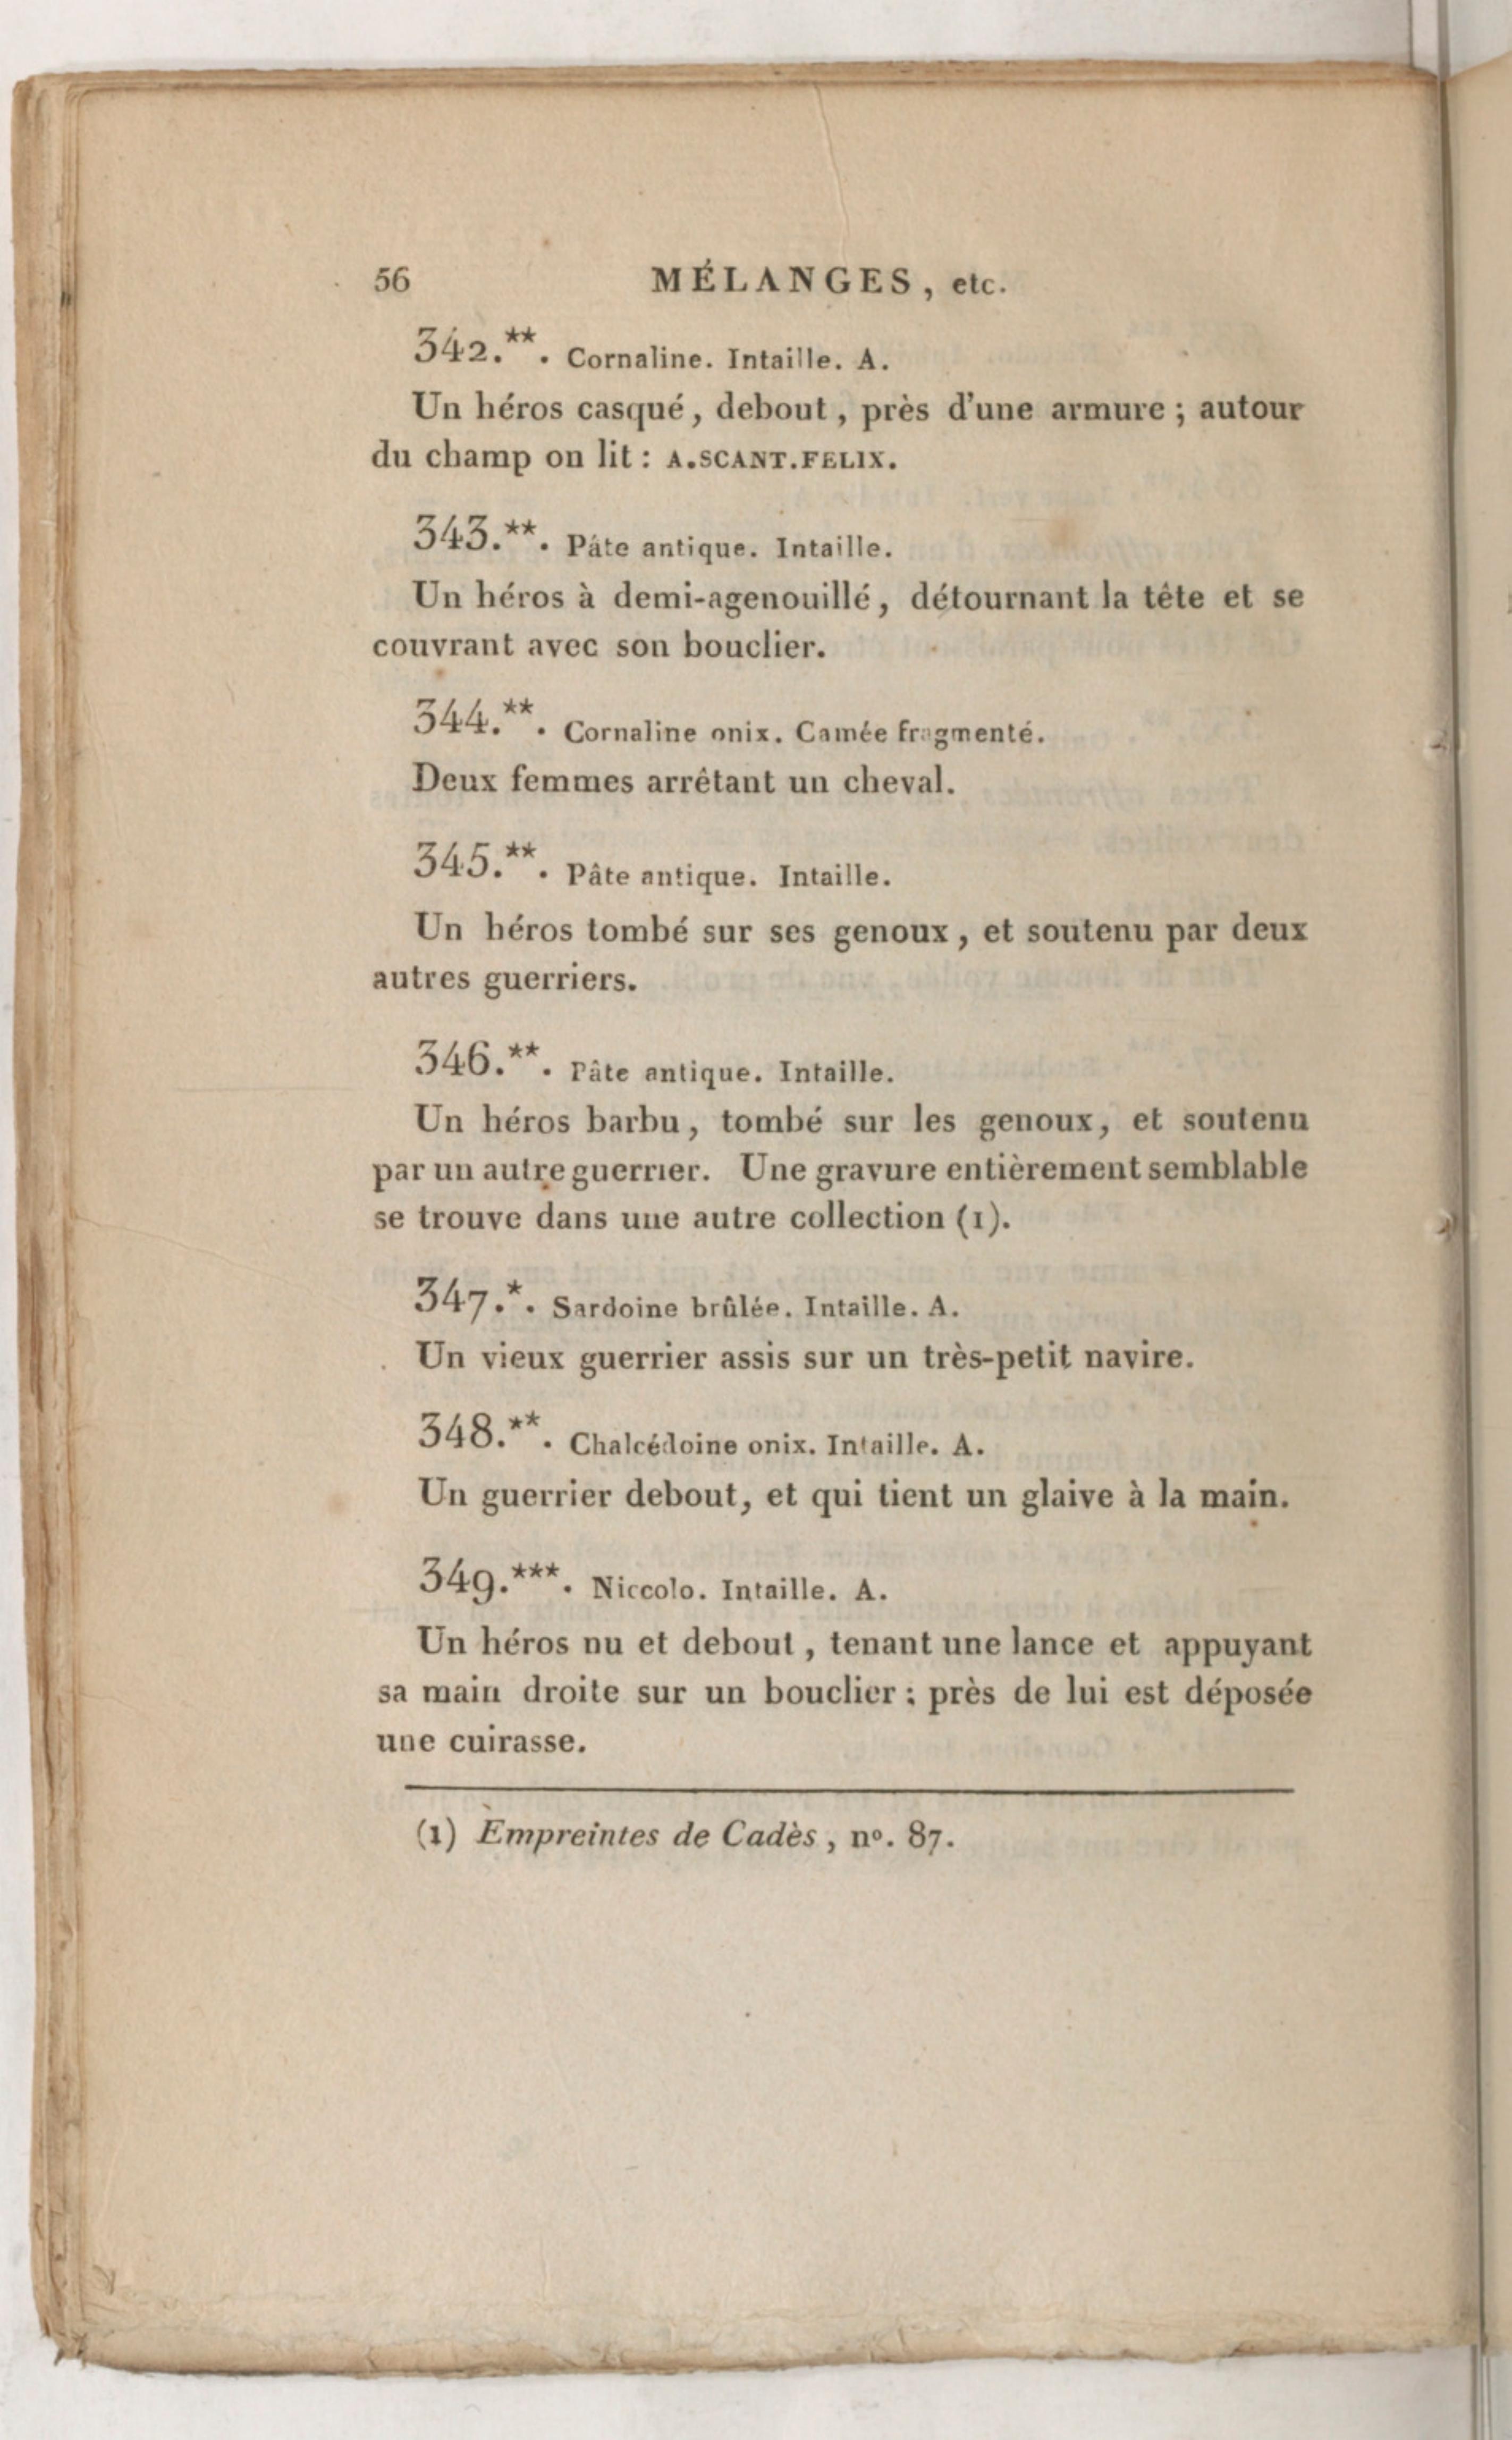 56 MÉLANGES, etc.
342.**. Cornaline. Intaille. A.
Un héros casqué, debout, près d'une armure ; autour
du champ on lit : A.SCANT.FELIX.
343.**. Pâte antique. Intaille.
Un héros à demi-agenouillé, détournant la tête et se
couvrant avec son bouclier.
344.**. Cornaline onix. Camée fragmenté.
Deux femmes arrêtant un cheval.
345.**. Pâte antique. Intaille.
Un héros tombé sur ses genoux, et soutenu par deux
autres guerriers.
346.**. Pâte antique. Intaille.
Un héros barbu, tombé sur les genoux, et soutenu
par un autre guerrier. Une gravure entièrement semblable
se trouve dans une autre collection (1).
347.*. Sardoine brûlée. Intaille. A.
Un vieux guerrier assis sur un très-petit navire.
348.**. Chalcédoine onix. Intaille. A.
Un guerrier debout, et qui tient un glaive à la main.
349.***. Niccolo. Intaille. A.
Un héros nu et debout, tenant une lance et appuyant
sa main droite sur un bouclier ; près de lui est déposée
une cuirasse.
(1) Empreintes de Cadès, nº. 87.